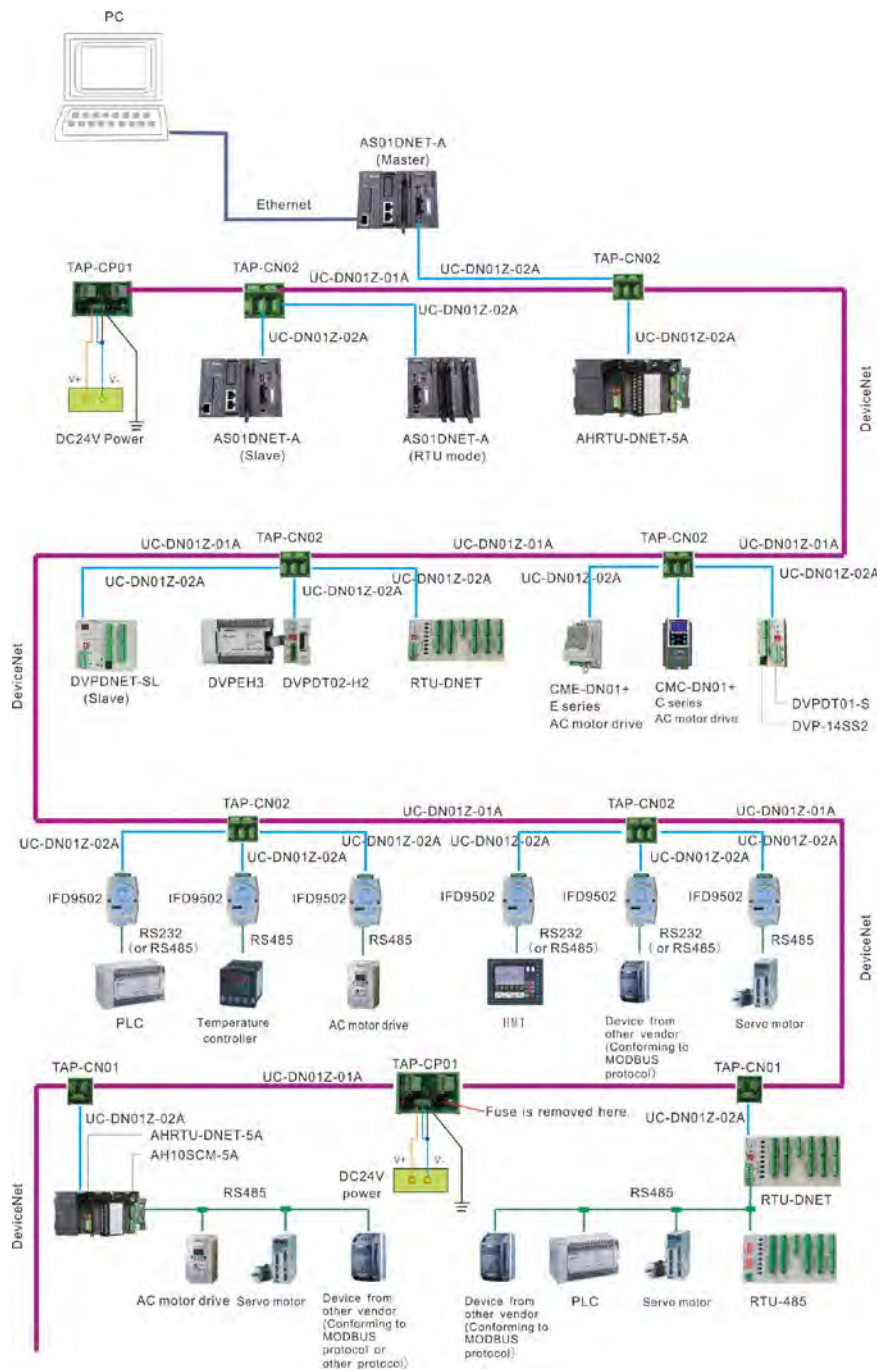 PC
AS01DNET-A
(Master)
Ethernet
TAP-CP01
TAP-CN02
UC-DN01Z-01A
UC-DN01Z-02A
TAP-CN02
UC-DN01Z-02A
UC-DN01Z-02A
UC-DN01Z-02A
V+
V-
DC24V Power
AS01DNET-A
(Slave)
AS01DNET-A
(RTU mode)
AHRTU-DNET-5A
DeviceNet
UC-DN01Z-01A
TAP-CN02
UC-DN01Z-01A
TAP-CN02
UC-DN01Z-01A
UC-DN01Z-02A
UC-DN01Z-02A
UC-DN01Z-02A
UC-DN01Z-02A
UC-DN01Z-02A
UC-DN01Z-02A
DeviceNet
DVPDNET-SL
(Slave)
DVPEH3
DVPDT02-H2
RTU-DNET
CME-DN01+
E series
AC motor drive
CMC-DN01+
C series
AC motor drive
DVPDT01-S
DVP-14SS2
TAP-CN02
UC-DN01Z-01A
TAP-CN02
UC-DN01Z-01A
UC-DN01Z-02A
UC-DN01Z-02A
UC-DN01Z-02A
UC-DN01Z-02A
UC-DN01Z-02A
UC-DN01Z-02A
IFD9502
IFD9502
IFD9502
IFD9502
IFD9502
IFD9502
RS232
(or RS485)
RS485
RS485
RS232
(or RS485)
RS232
(or RS485)
RS485
DeviceNet
PLC
Temperature
controller
AC motor drive
HMI
Device from
other vendor
(Conforming to
MODBUS
protocol)
Servo motor
TAP-CN01
UC-DN01Z-01A
TAP-CP01
TAP-CN01
Fuse is removed here.
UC-DN01Z-02A
UC-DN01Z-02A
AHRTU-DNET-5A
AH10SCM-5A
V+
V-
DC24V
power
DeviceNet
RS485
RS485
RTU-DNET
AC motor drive
Servo motor
Device from
other vendor
(Conforming to
MODBUS
protocol or
other protocol)
Device from
other vendor
(Conforming to
MODBUS
protocol)
PLC
Servo motor
RTU-485